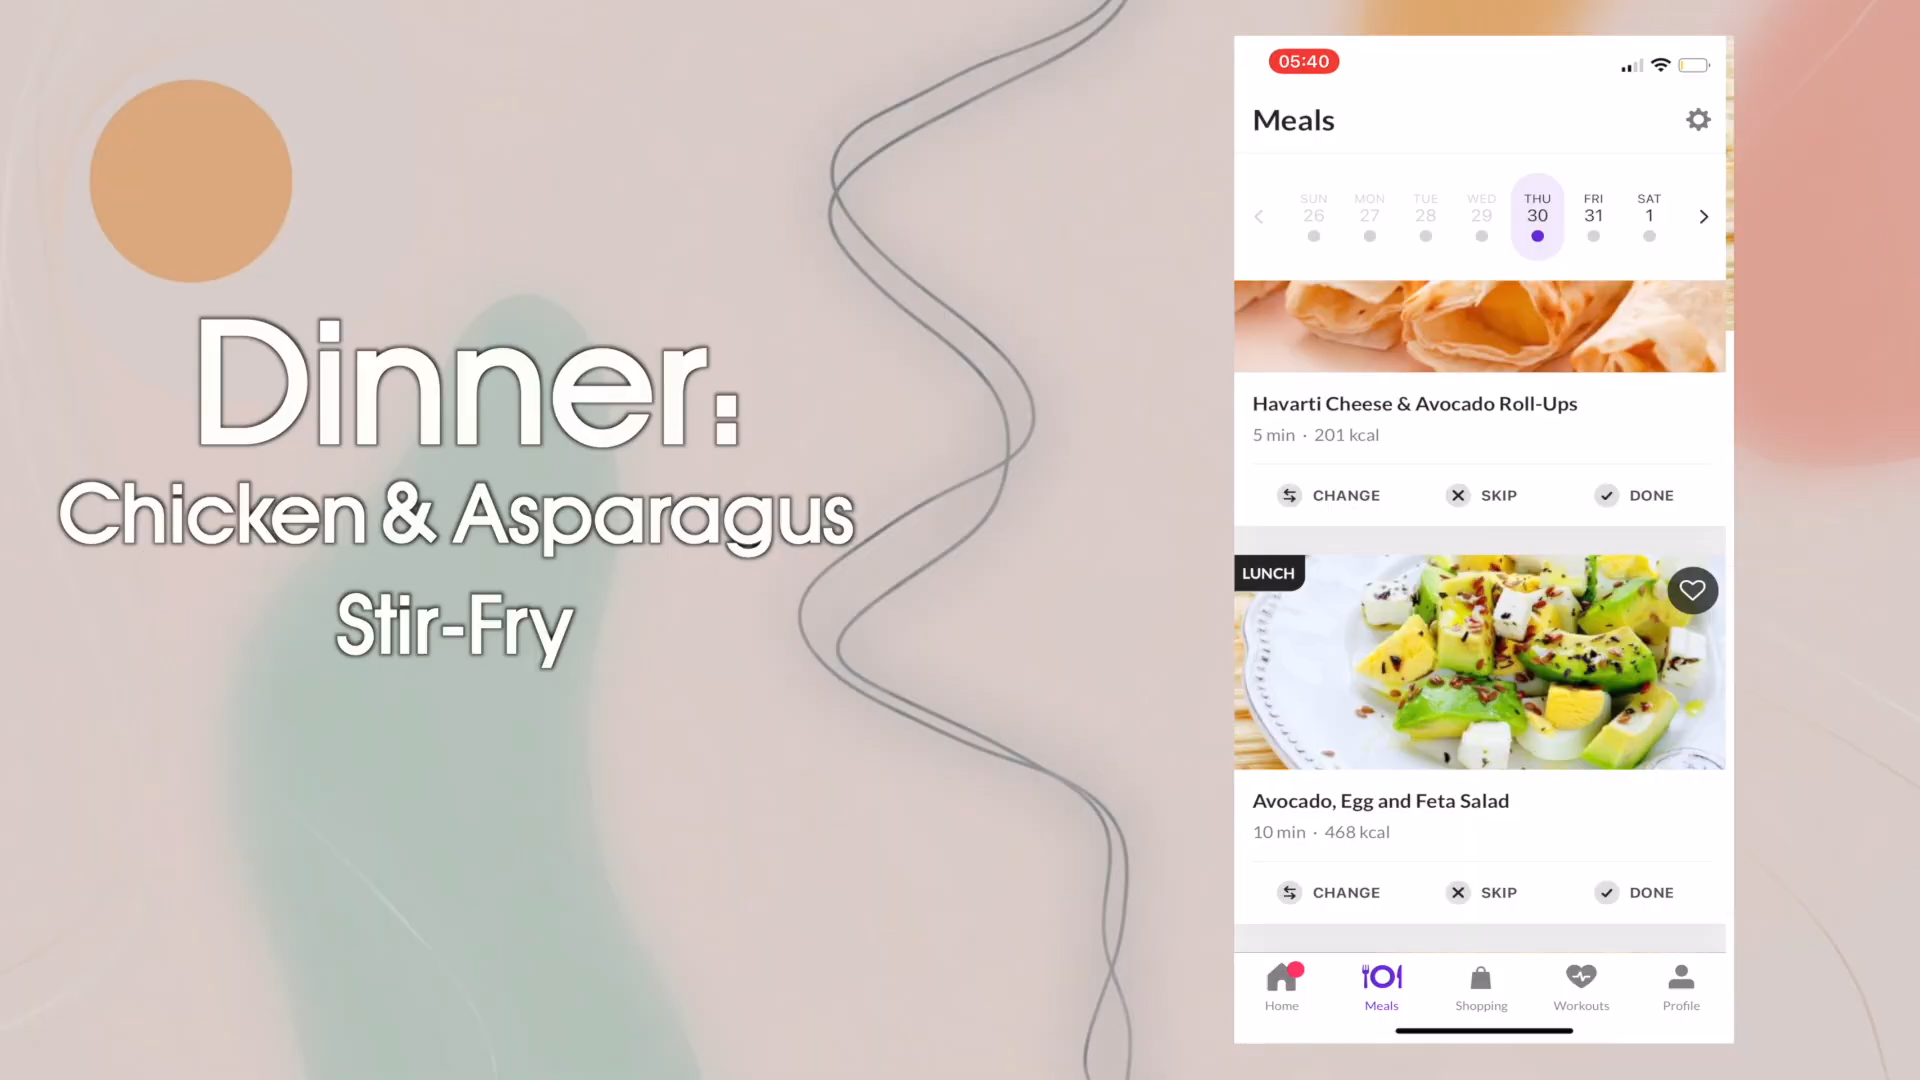 Dinner:
Chicken & Asparagus
Stir-Fry
05:40
Meals
SUN MON TUE WED THU FRI SAT
26 27 28 29 30 31 1
Havarti Cheese & Avocado Roll-Ups
5 min · 201 kcal
CHANGE SKIP DONE
LUNCH
Avocado, Egg and Feta Salad
10 min · 468 kcal
CHANGE SKIP DONE
Home Meals Shopping Workouts Profile